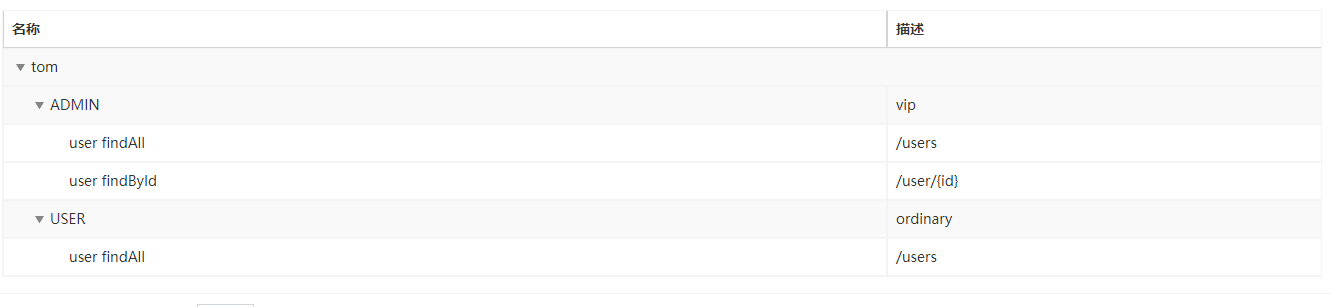 名称 描述
tom
ADMIN vip
user findAll /users
user findById /user/{id}
USER ordinary
user findAll /users